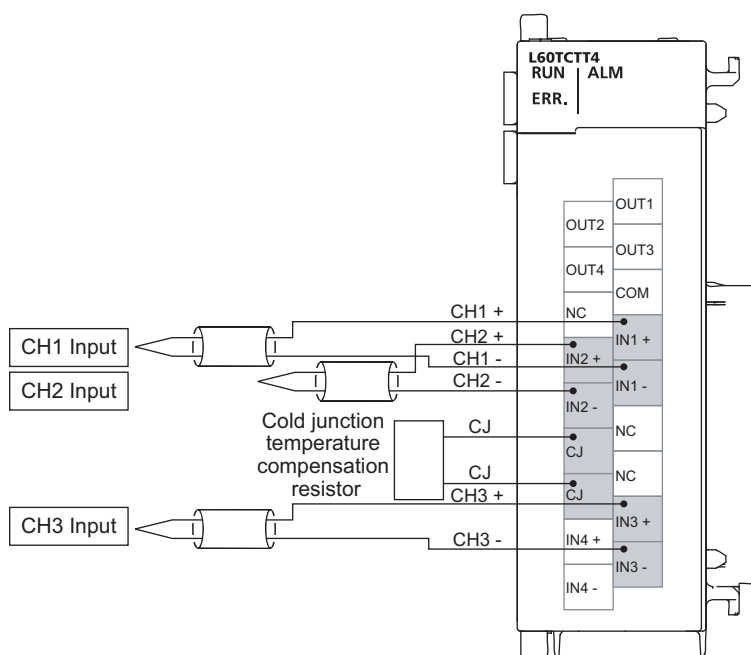 L60TCTT4
RUN ALM
ERR.
OUT1
OUT2
OUT3
OUT4
COM
NC
IN1 +
IN2 +
IN1 -
IN2 -
NC
CJ
NC
CJ
IN3 +
IN4 +
IN3 -
IN4 -
CH1 +
CH2 +
CH1 -
CH2 -
CH1 Input
CH2 Input
Cold junction
temperature
compensation
resistor
CJ
CJ
CH3 +
CH3 Input
CH3 -